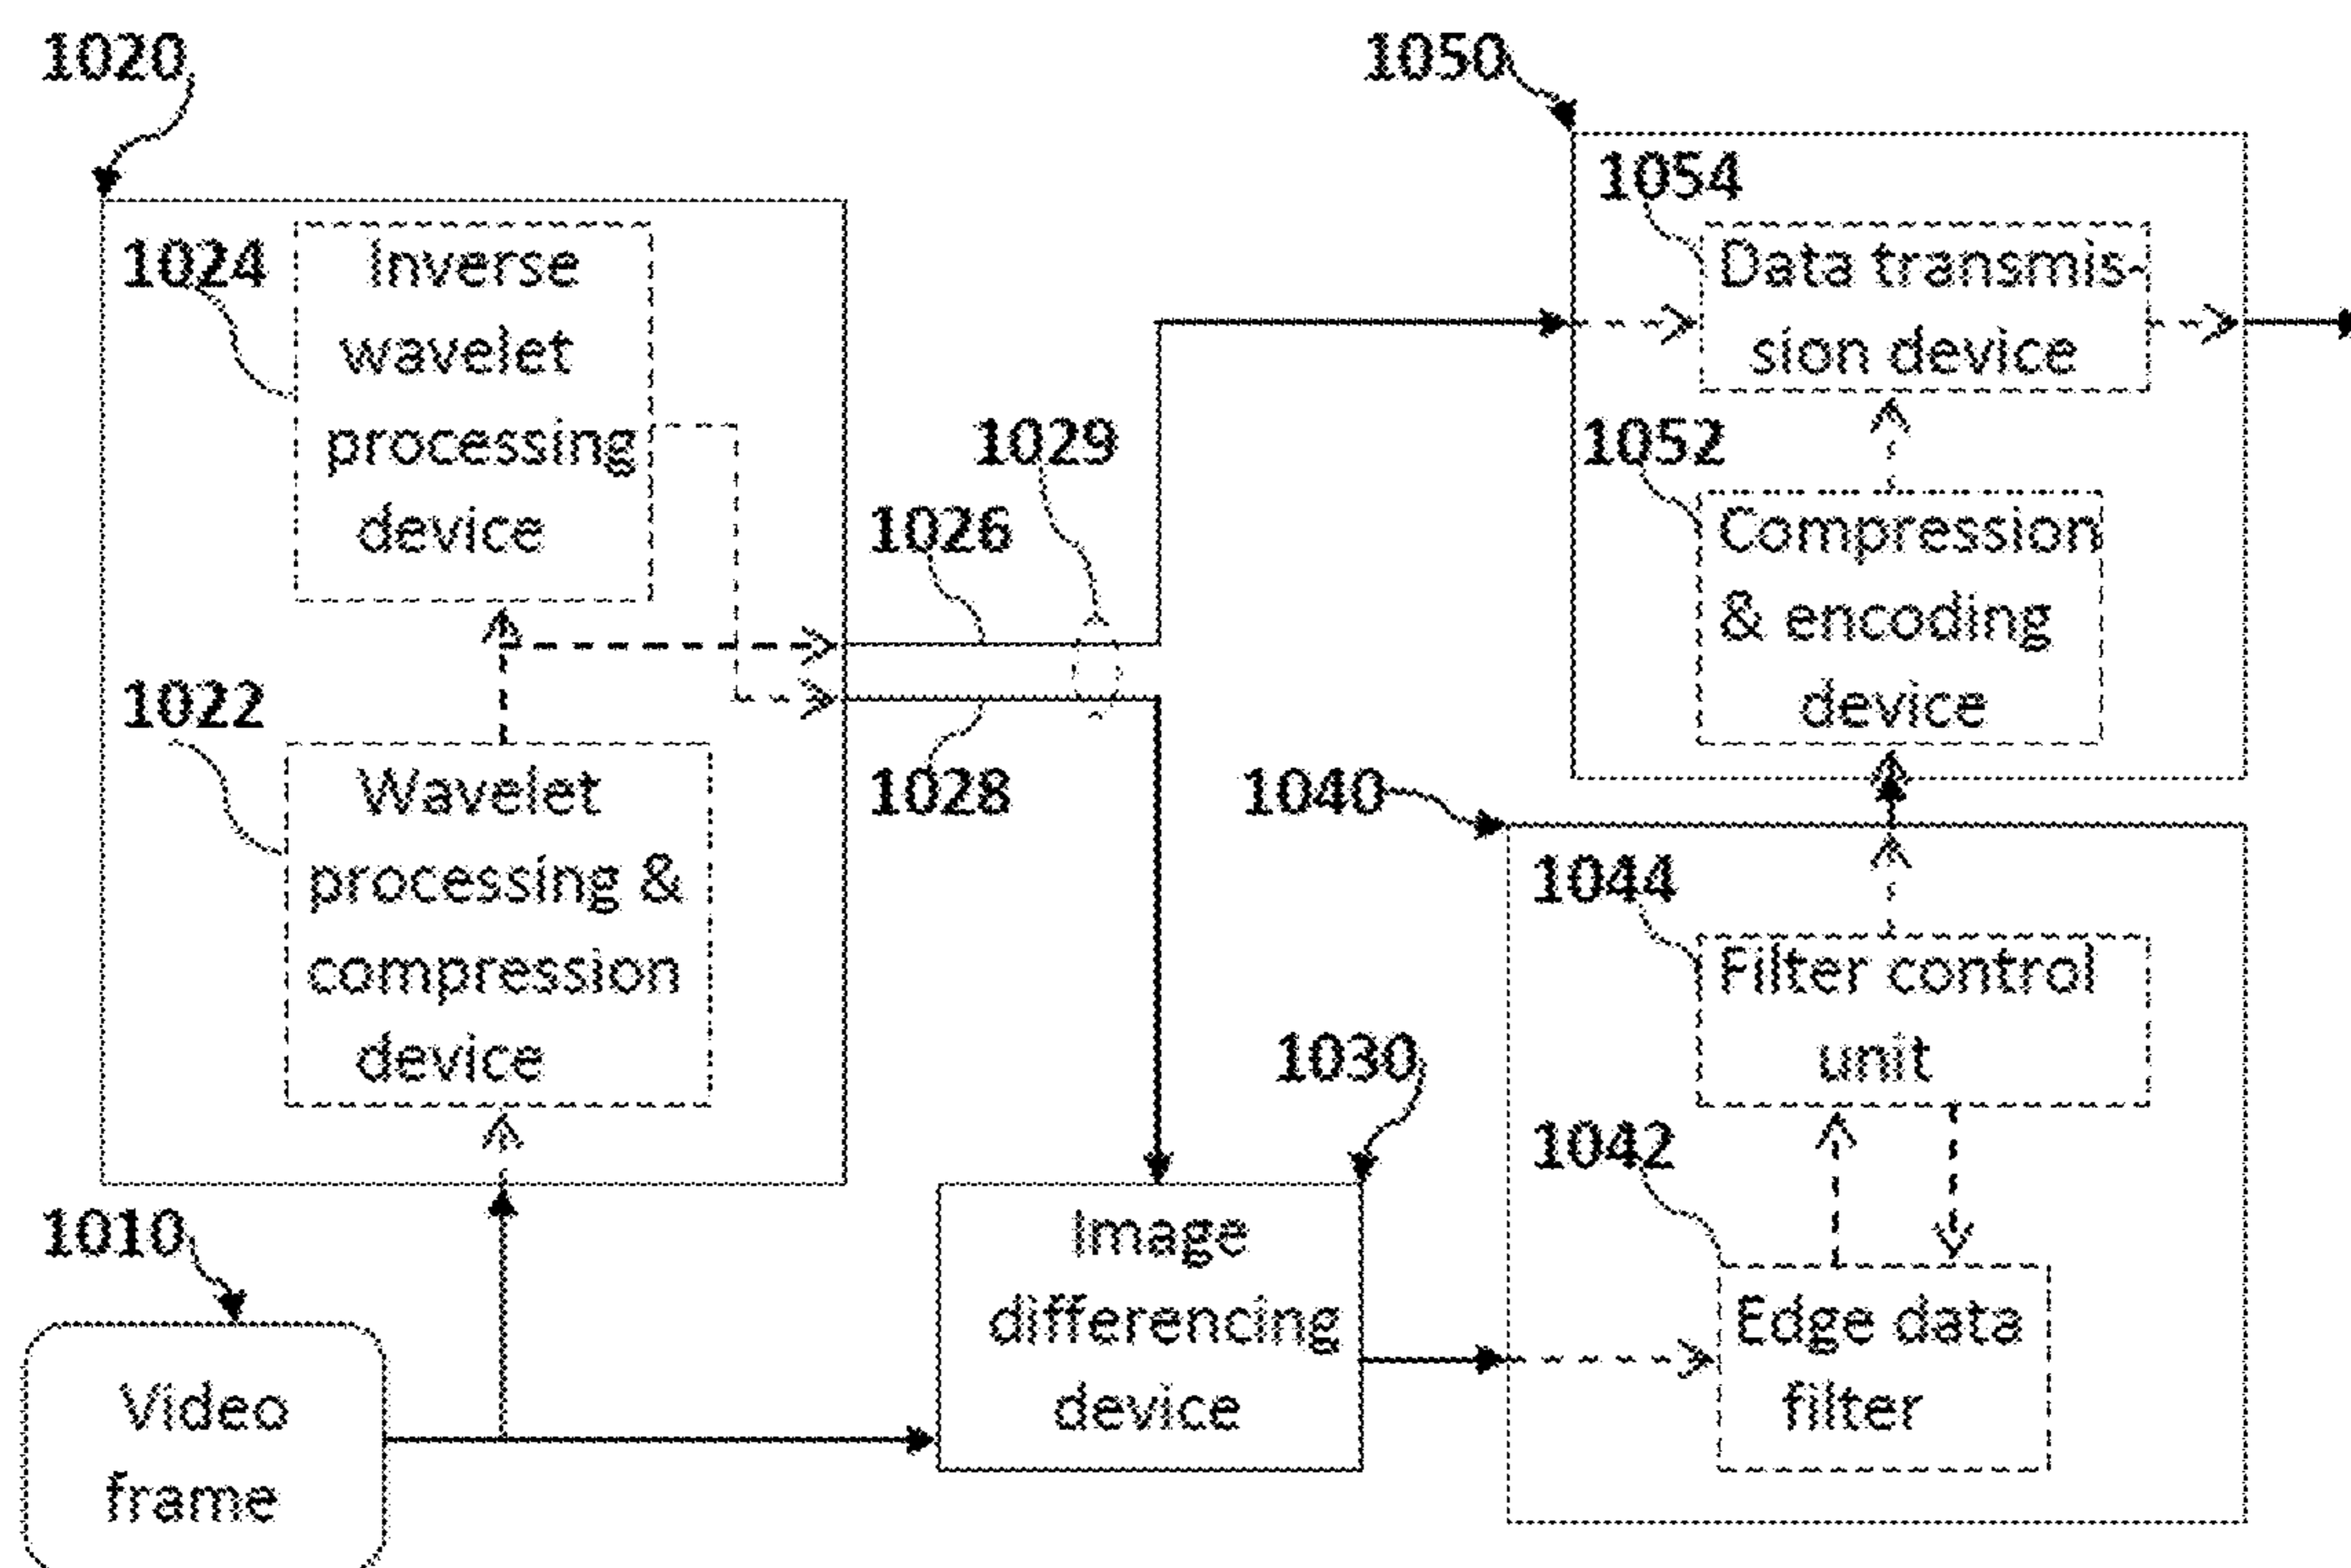 1020
1050
1054
1024
Inverse
wavelet
processing
device
Data transmis-
sion device
1029
1052
1026
Compression
& encoding
device
1022
Wavelet
processing &
compression
device
1028
1040
1044
Filter control
unit
1030
1042
1010
Image
differencing
device
Edge data
filter
Video
frame